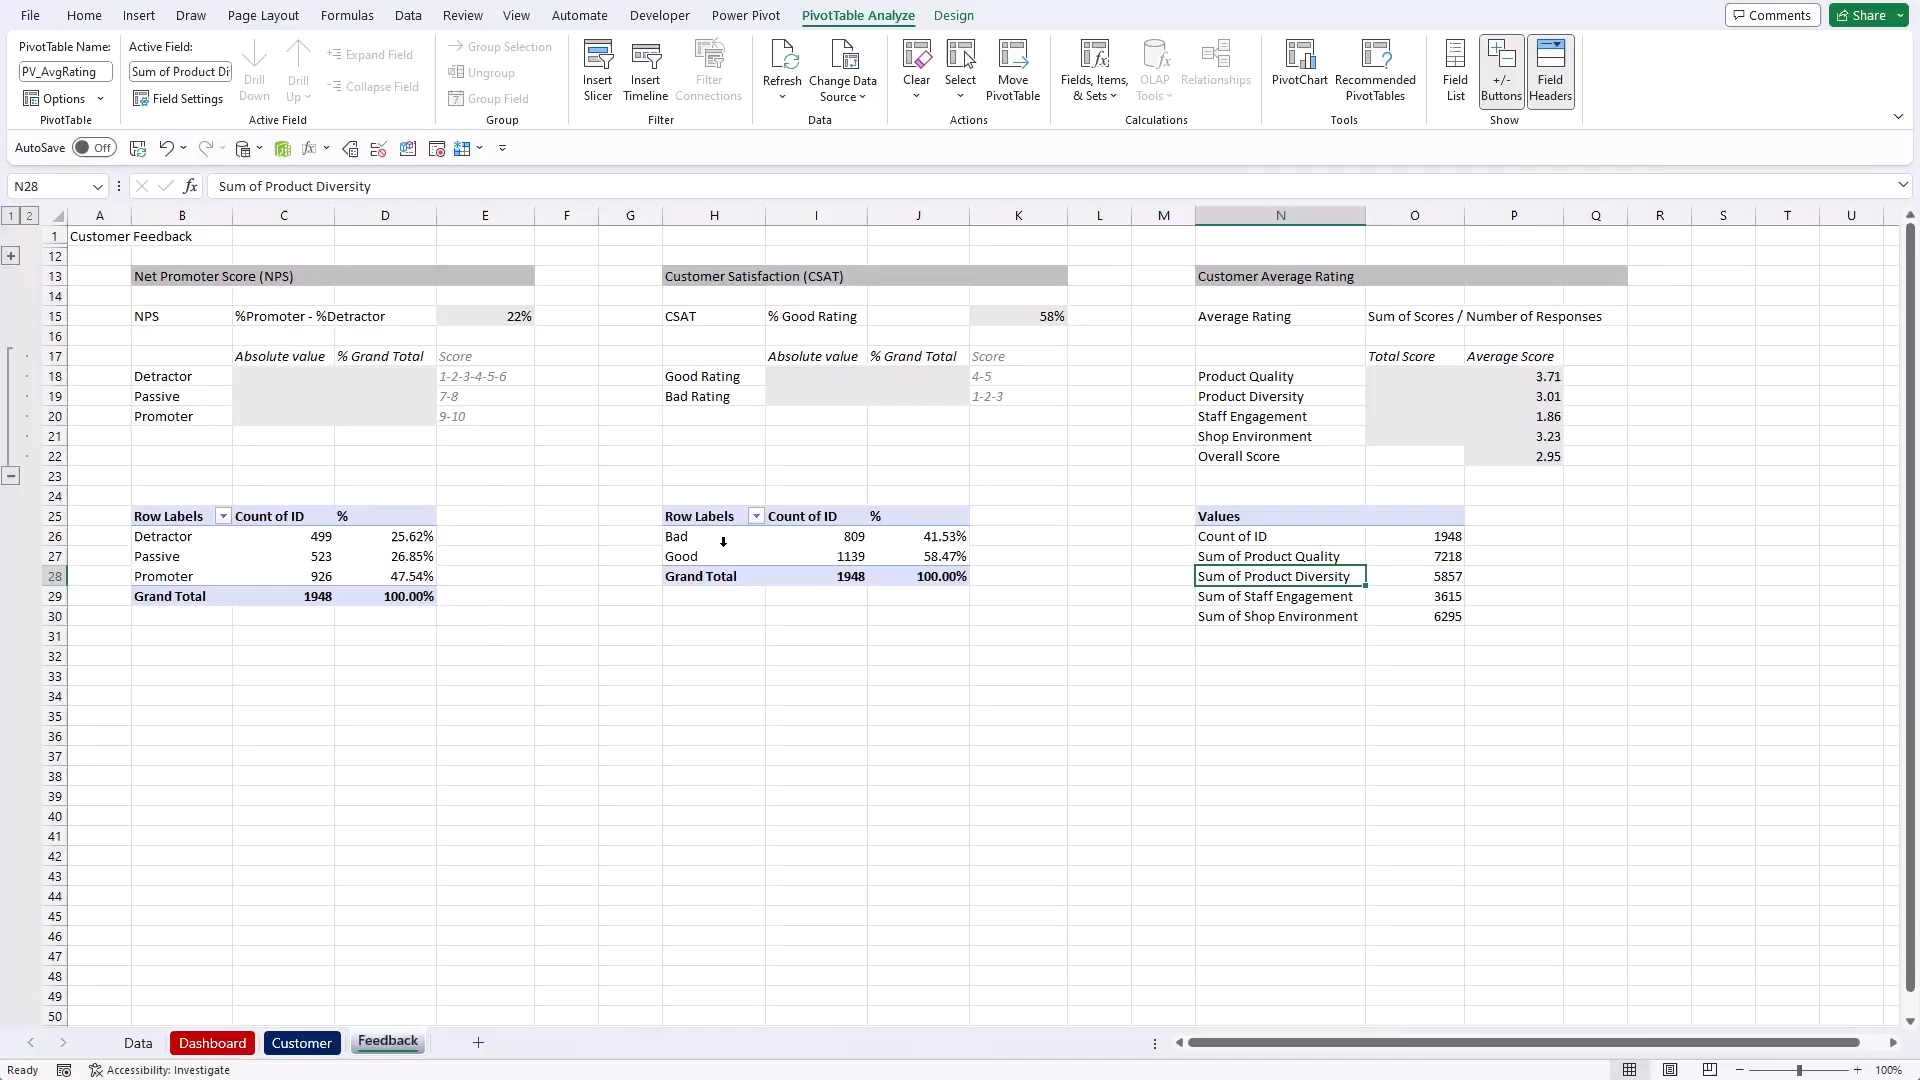 File Home Insert Draw Page Layout Formulas Data Review View Automate Developer Power Pivot PivotTable Analyze Design Comments Share
PivotTable Name:
PV_AvgRating
Options
PivotTable
Active Field:
Sum of Product Di
Field Settings
Drill Down
Drill Up
Expand Field
Collapse Field
Active Field
Group Selection
Ungroup
Group Field
Group
Insert Slicer
Insert Timeline
Filter Connections
Filter
Refresh
Change Data Source
Data
Clear
Select
Move PivotTable
Actions
Fields, Items, & Sets
OLAP Tools
Relationships
Calculations
PivotChart
Recommended PivotTables
Tools
Field List
+/- Buttons
Field Headers
Show
AutoSave Off
N28 fx Sum of Product Diversity
1 2
A B C D E F G H I J K L M N O P Q R S T U
1 Customer Feedback
12
13 Net Promoter Score (NPS) Customer Satisfaction (CSAT) Customer Average Rating
14
15 NPS %Promoter - %Detractor 22% CSAT % Good Rating 58% Average Rating Sum of Scores / Number of Responses
16
17 Absolute value % Grand Total Score Absolute value % Grand Total Score Total Score Average Score
18 Detractor 1-2-3-4-5-6 Good Rating 4-5 Product Quality 3.71
19 Passive 7-8 Bad Rating 1-2-3 Product Diversity 3.01
20 Promoter 9-10 Staff Engagement 1.86
21 Shop Environment 3.23
22 Overall Score 2.95
23
24
25 Row Labels Count of ID % Row Labels Count of ID % Values
26 Detractor 499 25.62% Bad 809 41.53% Count of ID 1948
27 Passive 523 26.85% Good 1139 58.47% Sum of Product Quality 7218
28 Promoter 926 47.54% Grand Total 1948 100.00% Sum of Product Diversity 5857
29 Grand Total 1948 100.00% Sum of Staff Engagement 3615
30 Sum of Shop Environment 6295
31
32
33
34
35
36
37
38
39
40
41
42
43
44
45
46
47
48
49
50
Data Dashboard Customer Feedback
Ready Accessibility: Investigate 100%